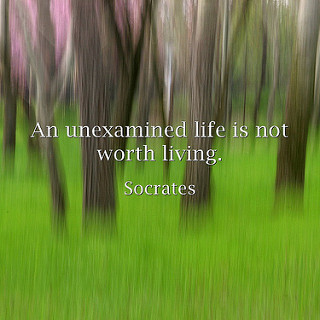 An unexamined life is not
worth living.
Socrates